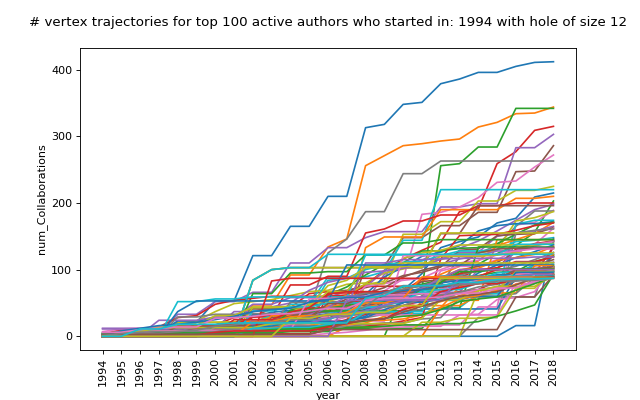 # vertex trajectories for top 100 active authors who started in: 1994 with hole of size 12
400
300
200
100
0
num_Collaborations
1994 1995 1996 1997 1998 1999 2000 2001 2002 2003 2004 2005 2006 2007 2008 2009 2010 2011 2012 2013 2014 2015 2016 2017 2018
year